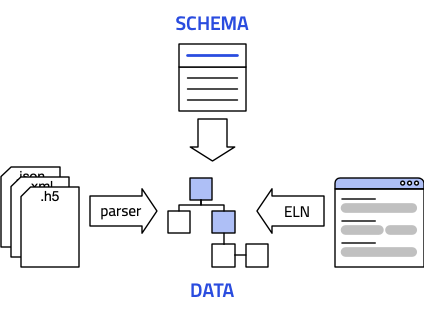 SCHEMA
json
xml
.h5
parser
ELN
DATA